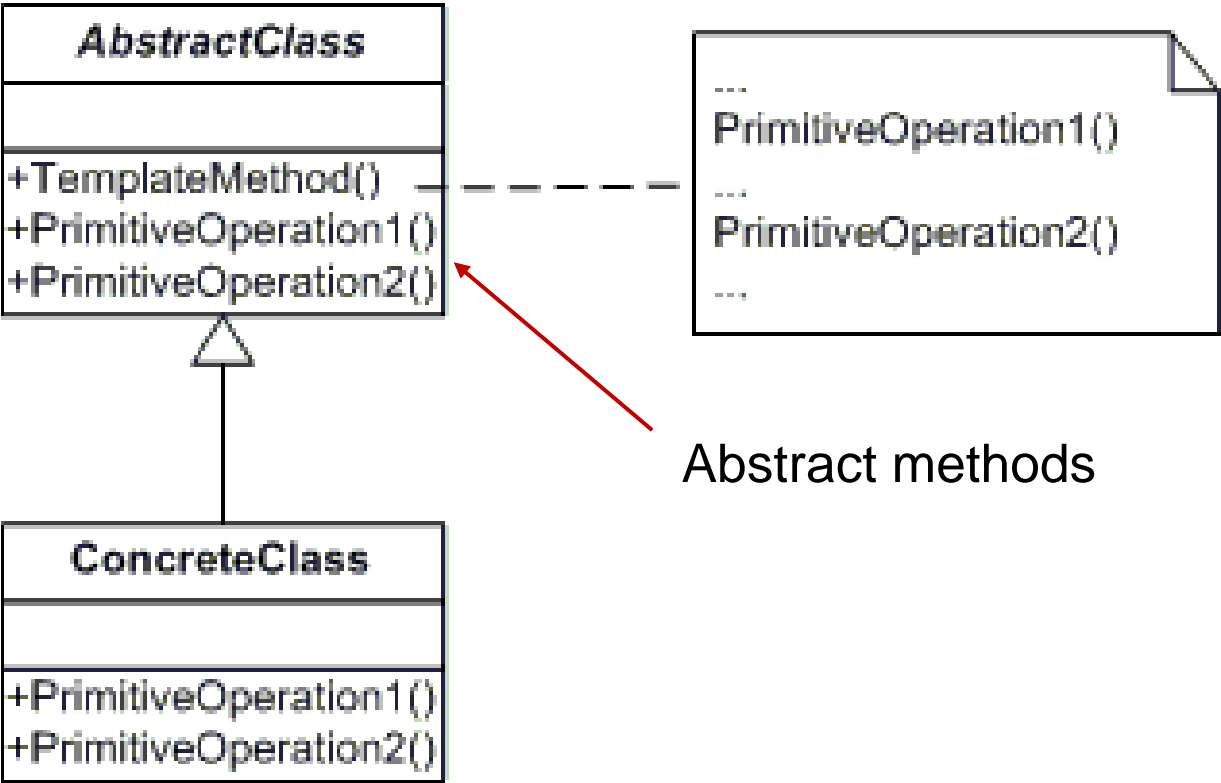 AbstractClass
+TemplateMethod()
+PrimitiveOperation1()
+PrimitiveOperation2()
...
PrimitiveOperation1()
...
PrimitiveOperation2()
...
Abstract methods
ConcreteClass
+PrimitiveOperation1()
+PrimitiveOperation2()